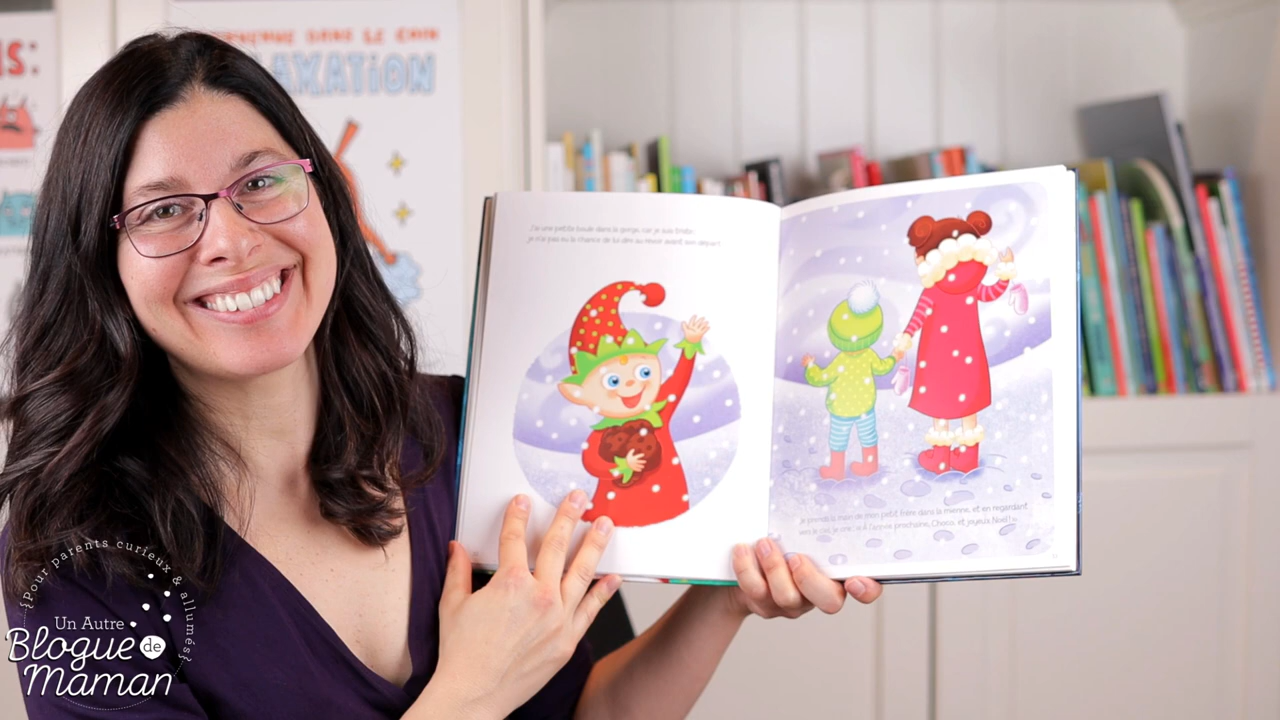 DANS LE COIN
J'ai une petite boule dans la gorge, car je suis triste:
je n'ai pas eu la chance de lui dire au revoir avant son départ.
Je prends la main de mon petit frère dans la mienne, et en regardant
vers le ciel, je crie: «À l'année prochaine, Choco, et joyeux Noël!»
{Pour parents curieux & allumés}
Un Autre
Blogue de
Maman